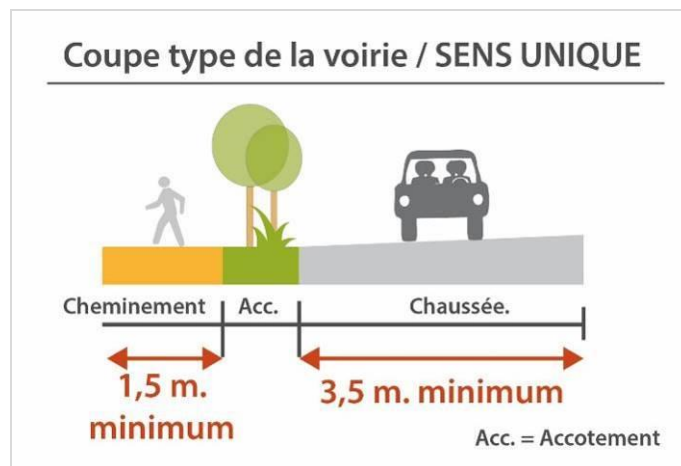 Coupe type de la voirie / SENS UNIQUE
Cheminement
Acc.
Chaussée.
1,5 m.
minimum
3,5 m. minimum
Acc. = Accotement